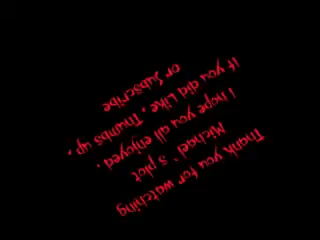 Thank you for watching
Michael`s plot
I hope you all enjoyed .
If you did Like , Thumbs up ,
or Subscribe